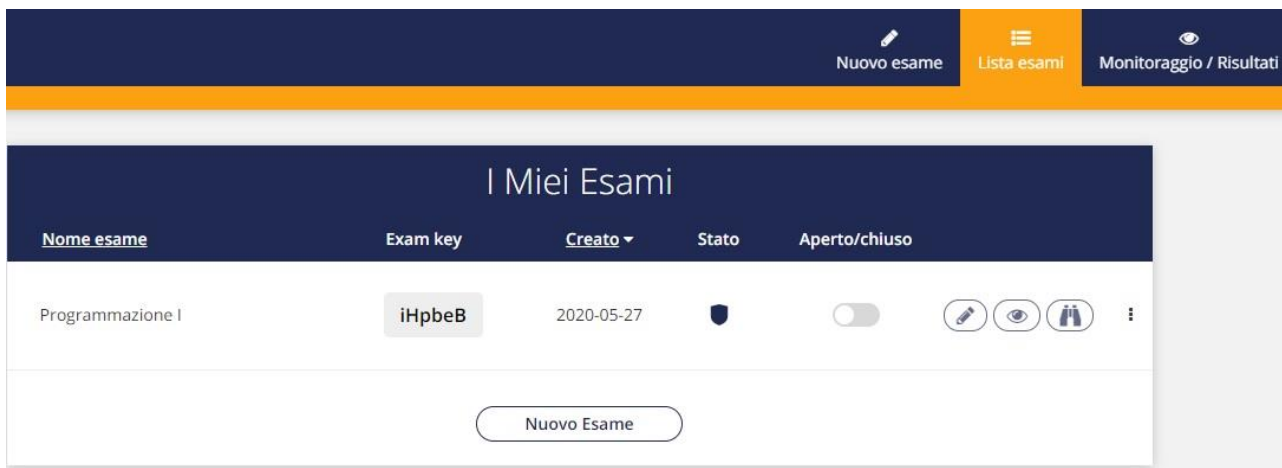 Nuovo esame Lista esami Monitoraggio / Risultati
I Miei Esami
Nome esame Exam key Creato Stato Aperto/chiuso
Programmazione I iHpbeB 2020-05-27
Nuovo Esame